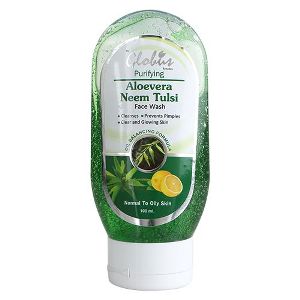 Globus
Purifying
Aloevera
Neem Tulsi
Face Wash
• Cleanses • Prevents Pimples
• Clear and Glowing Skin
OIL BALANCING FORMULA
Normal To Oily Skin
100 ml.